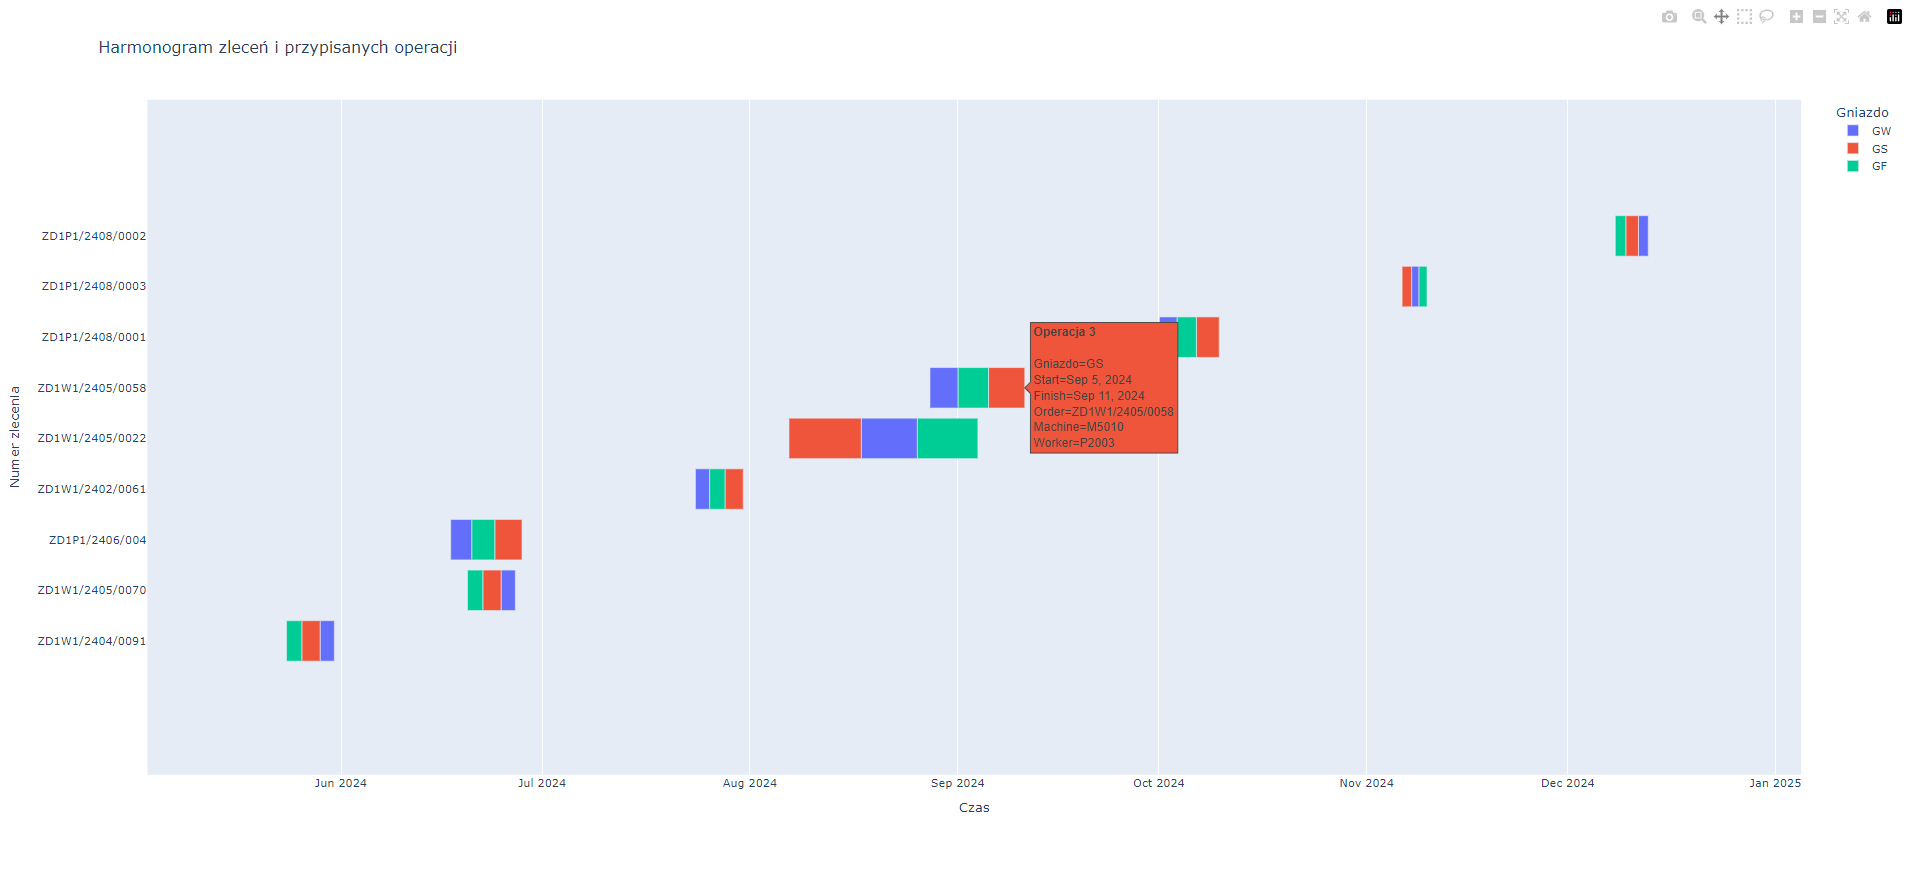 Harmonogram zleceń i przypisanych operacji
Gniazdo
GW
GS
GF
Numer zlecenia
ZD1P1/2408/0002
ZD1P1/2408/0003
ZD1P1/2408/0001
ZD1W1/2405/0058
ZD1W1/2405/0022
ZD1W1/2402/0061
ZD1P1/2406/004
ZD1W1/2405/0070
ZD1W1/2404/0091
Operacja 3
Gniazdo=GS
Start=Sep 5, 2024
Finish=Sep 11, 2024
Order=ZD1W1/2405/0058
Machine=M5010
Worker=P2003
Jun 2024
Jul 2024
Aug 2024
Sep 2024
Oct 2024
Nov 2024
Dec 2024
Jan 2025
Czas